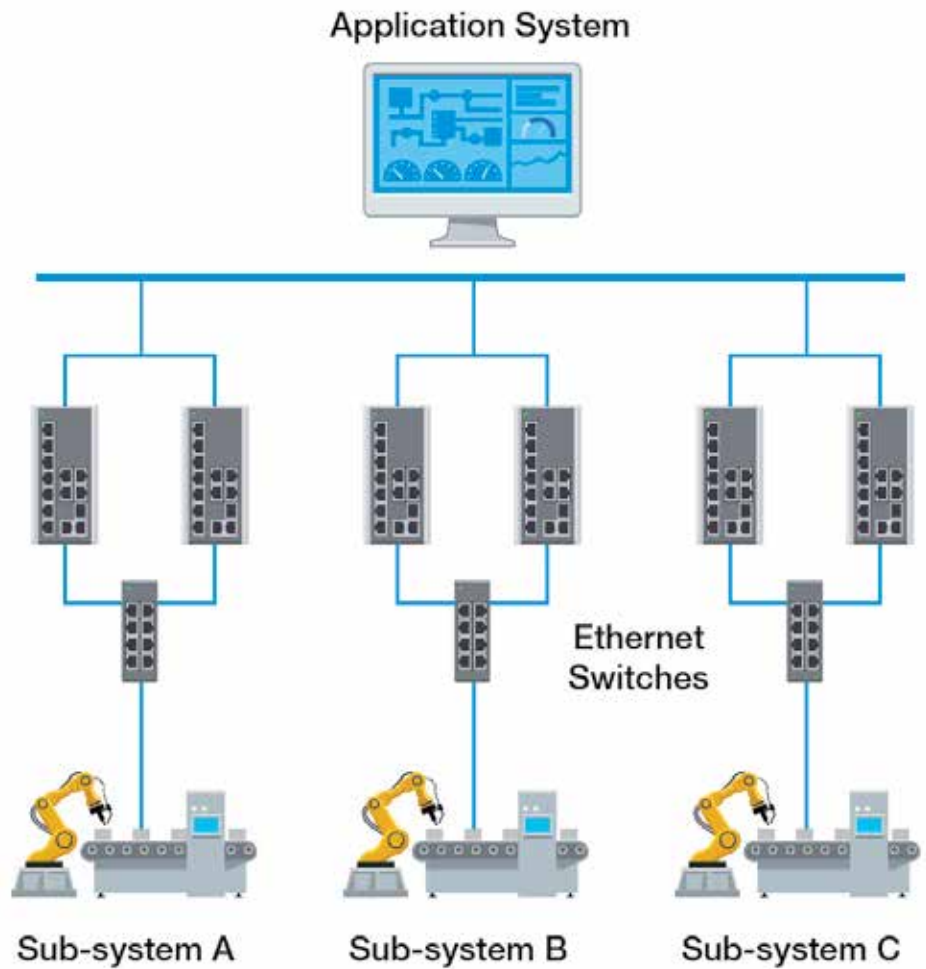 Application System
Ethernet
Switches
Sub-system A
Sub-system B
Sub-system C